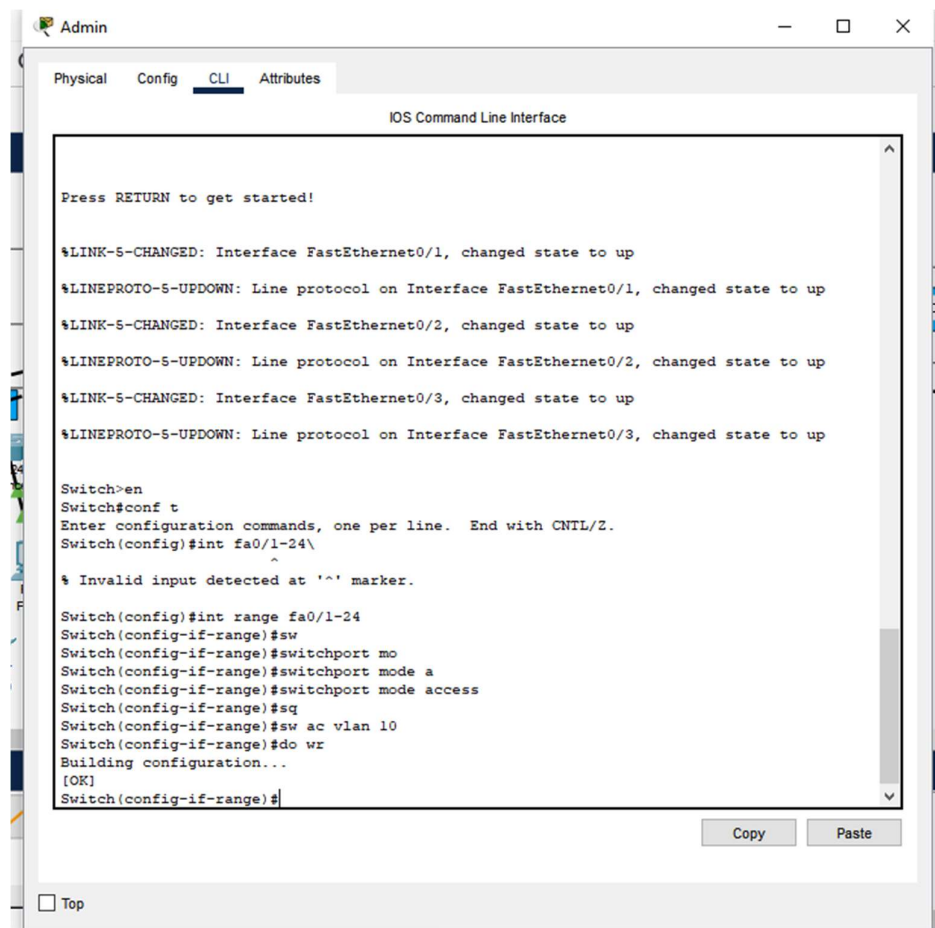 Admin
Physical Config CLI Attributes
IOS Command Line Interface
Press RETURN to get started!
%LINK-5-CHANGED: Interface FastEthernet0/1, changed state to up
%LINEPROTO-5-UPDOWN: Line protocol on Interface FastEthernet0/1, changed state to up
%LINK-5-CHANGED: Interface FastEthernet0/2, changed state to up
%LINEPROTO-5-UPDOWN: Line protocol on Interface FastEthernet0/2, changed state to up
%LINK-5-CHANGED: Interface FastEthernet0/3, changed state to up
%LINEPROTO-5-UPDOWN: Line protocol on Interface FastEthernet0/3, changed state to up
Switch>en
Switch#conf t
Enter configuration commands, one per line.  End with CNTL/Z.
Switch(config)#int fa0/1-24\
^
% Invalid input detected at '^' marker.
Switch(config)#int range fa0/1-24
Switch(config-if-range)#sw
Switch(config-if-range)#switchport mo
Switch(config-if-range)#switchport mode a
Switch(config-if-range)#switchport mode access
Switch(config-if-range)#sq
Switch(config-if-range)#sw ac vlan 10
Switch(config-if-range)#do wr
Building configuration...
[OK]
Switch(config-if-range)#
Copy Paste
Top